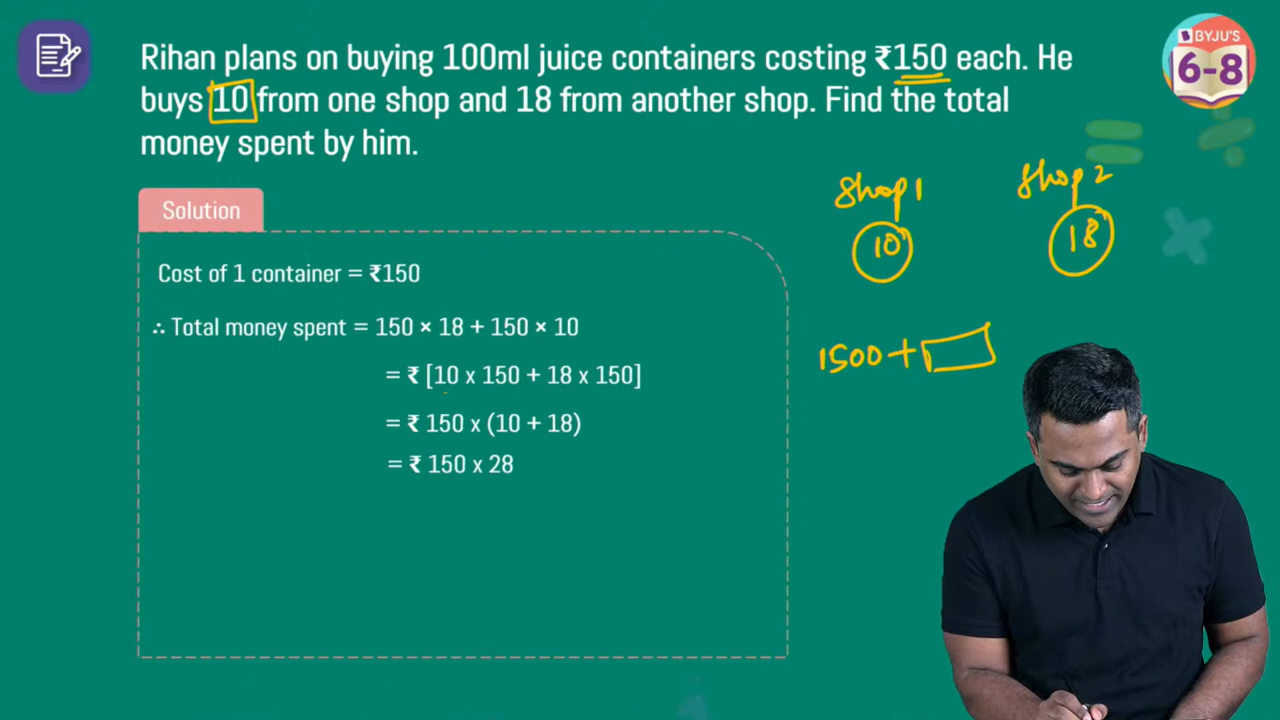 Rihan plans on buying 100ml juice containers costing ₹150 each. He
buys 10 from one shop and 18 from another shop. Find the total
money spent by him.
BYJU'S
6-8
Solution
Cost of 1 container = ₹150
∴ Total money spent = 150 × 18 + 150 × 10
= ₹ [10 x 150 + 18 x 150]
= ₹ 150 x (10 + 18)
= ₹ 150 x 28
Shop 1
Shop 2
10
18
1500 +